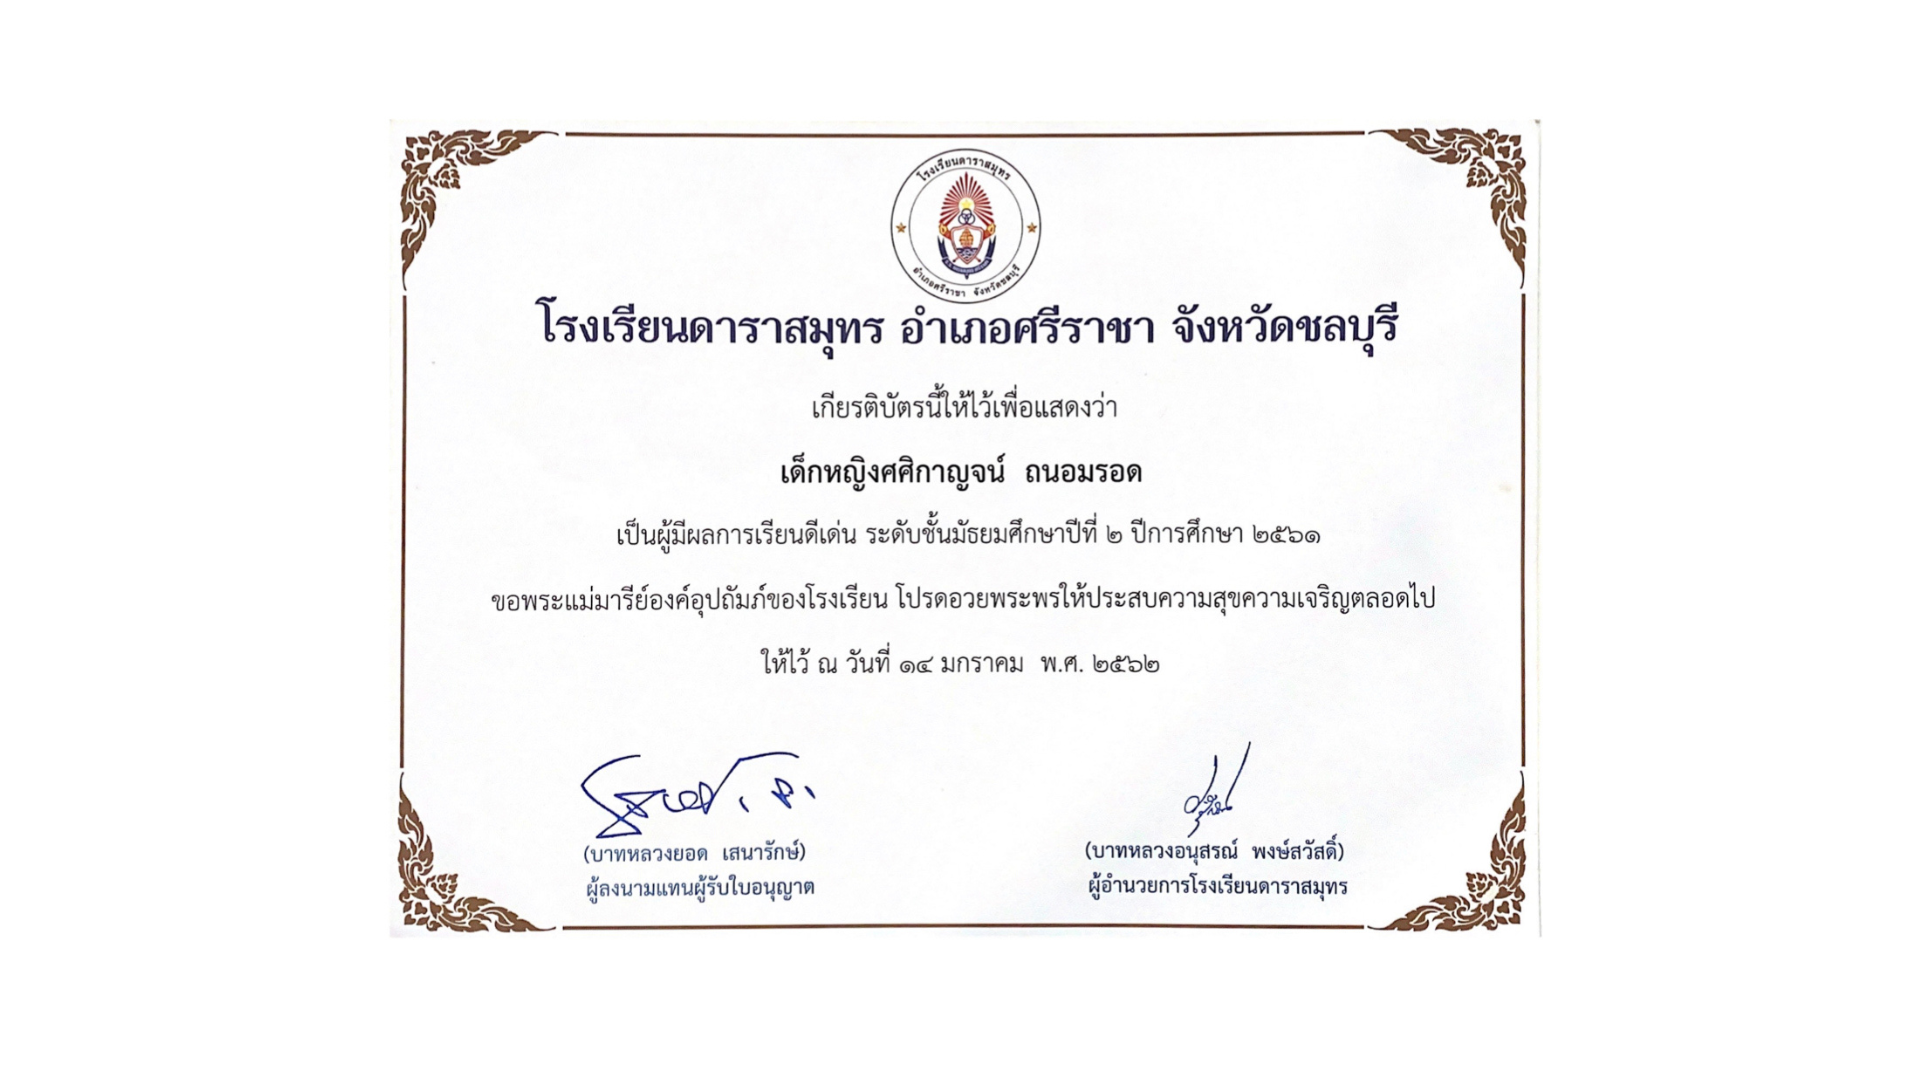 โรงเรียนดาราสมุทร
อำเภอศรีราชา จังหวัดชลบุรี
โรงเรียนดาราสมุทร อำเภอศรีราชา จังหวัดชลบุรี
เกียรติบัตรนี้ให้ไว้เพื่อแสดงว่า
เด็กหญิงศศิกาญจน์ ถนอมรอด
เป็นผู้มีผลการเรียนดีเด่น ระดับชั้นมัธยมศึกษาปีที่ ๒ ปีการศึกษา ๒๕๖๑
ขอพระแม่มารีย์องค์อุปถัมภ์ของโรงเรียน โปรดอวยพระพรให้ประสบความสุขความเจริญตลอดไป
ให้ไว้ ณ วันที่ ๑๔ มกราคม พ.ศ. ๒๕๖๒
(บาทหลวงยอด เสนารักษ์)
ผู้ลงนามแทนผู้รับใบอนุญาต
(บาทหลวงอนุสรณ์ พงษ์สวัสดิ์)
ผู้อำนวยการโรงเรียนดาราสมุทร